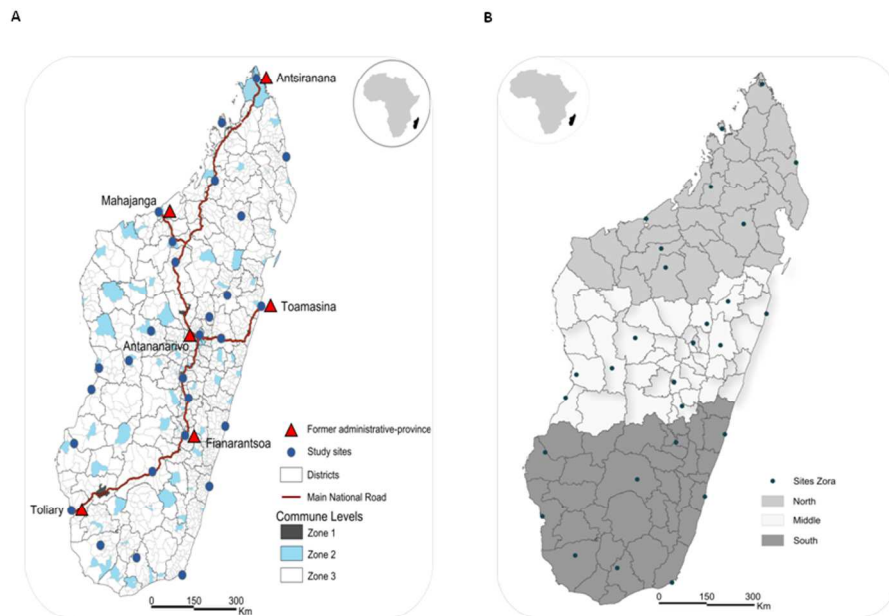 A
Antsiranana
Mahajanga
Toamasina
Antananarivo
Fianarantsoa
Toliary
Former administrative-province
Study sites
Districts
Main National Road
Commune Levels
Zone 1
Zone 2
Zone 3
0 150 300
Km
B
Sites Zora
North
Middle
South
0 150 300
Km